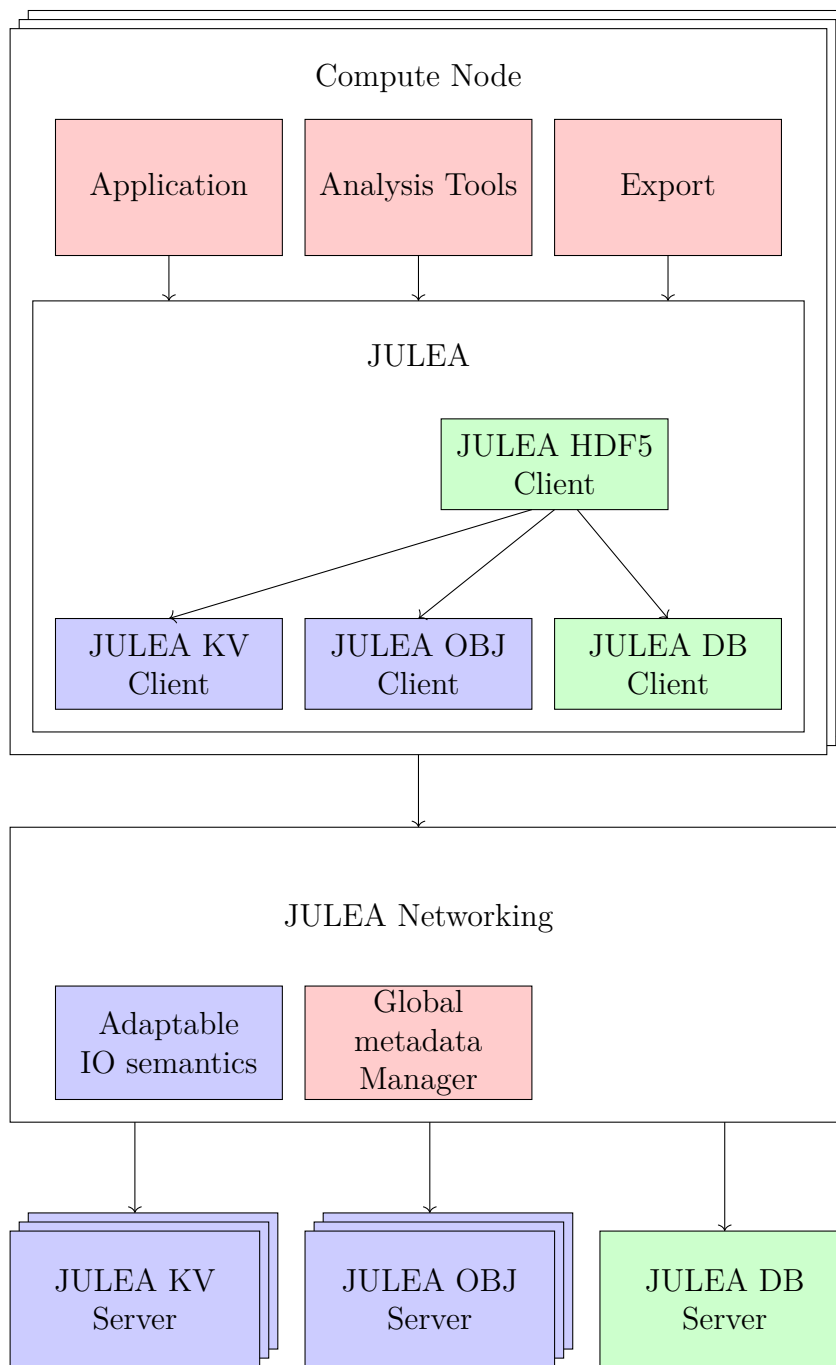 Compute Node
Application
Analysis Tools
Export
JULEA
JULEA HDF5
Client
JULEA KV
Client
JULEA OBJ
Client
JULEA DB
Client
JULEA Networking
Adaptable
IO semantics
Global
metadata
Manager
JULEA KV
Server
JULEA OBJ
Server
JULEA DB
Server